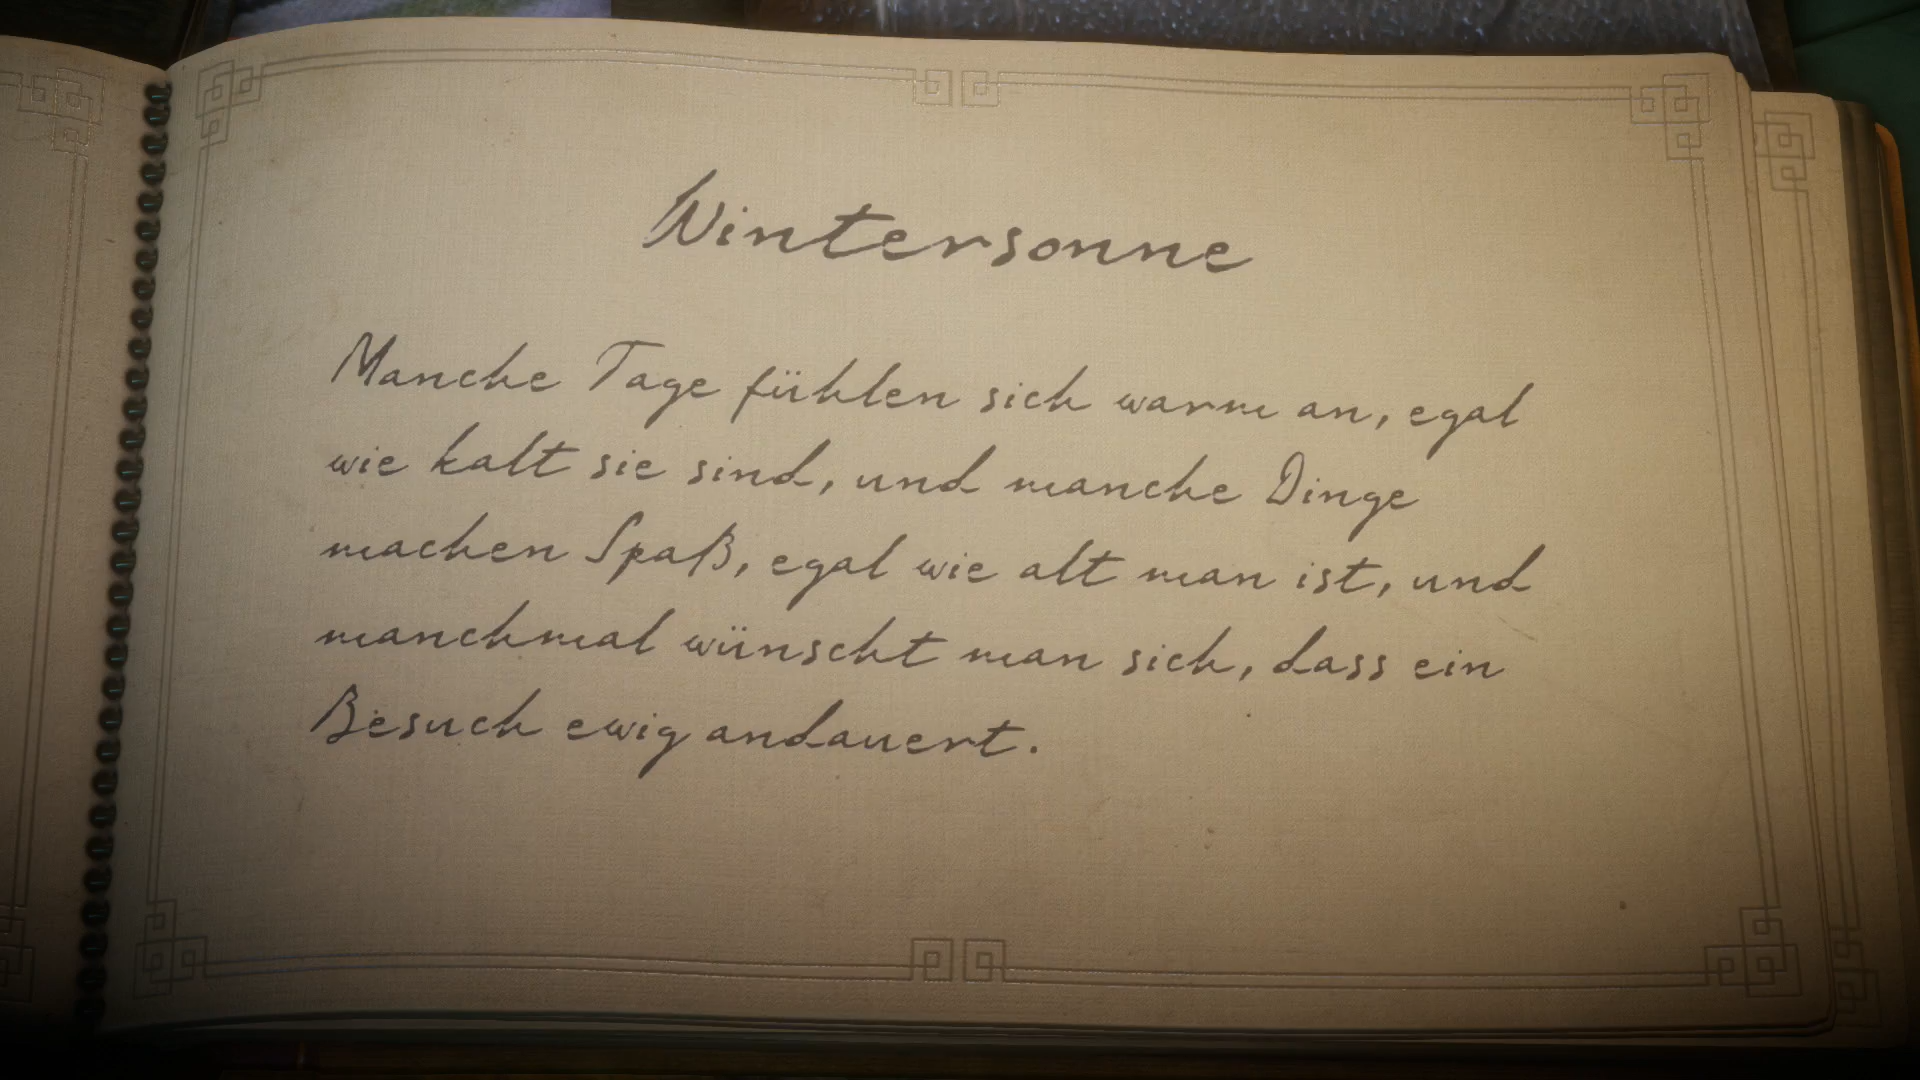 Wintersonne
Manche Tage fühlen sich warm an, egal
wie kalt sie sind, und manche Dinge
machen Spaß, egal wie alt man ist, und
manchmal wünscht man sich, dass ein
Besuch ewig andauert.